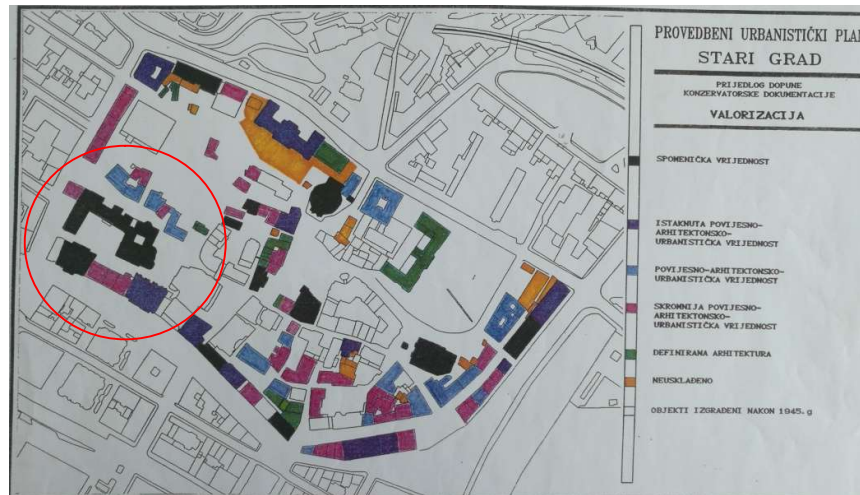 PROVEDBENI URBANISTIČKI PLAN
STARI GRAD
PRIJEDLOG DOPUNE
KONZERVATORSKE DOKUMENTACIJE
VALORIZACIJA
SPOMENIČKA VRIJEDNOST
ISTAKNUTA POVIJESNO-
ARHITEKTONSKO-
URBANISTIČKA VRIJEDNOST
POVIJESNO-ARHITEKTONSKO-
URBANISTIČKA VRIJEDNOST
SKROMNIJA POVIJESNO-
ARHITEKTONSKO-
URBANISTIČKA VRIJEDNOST
DEFINIRANA ARHITEKTURA
NEUSKLAĐENO
OBJEKTI IZGRAĐENI NAKON 1945.g